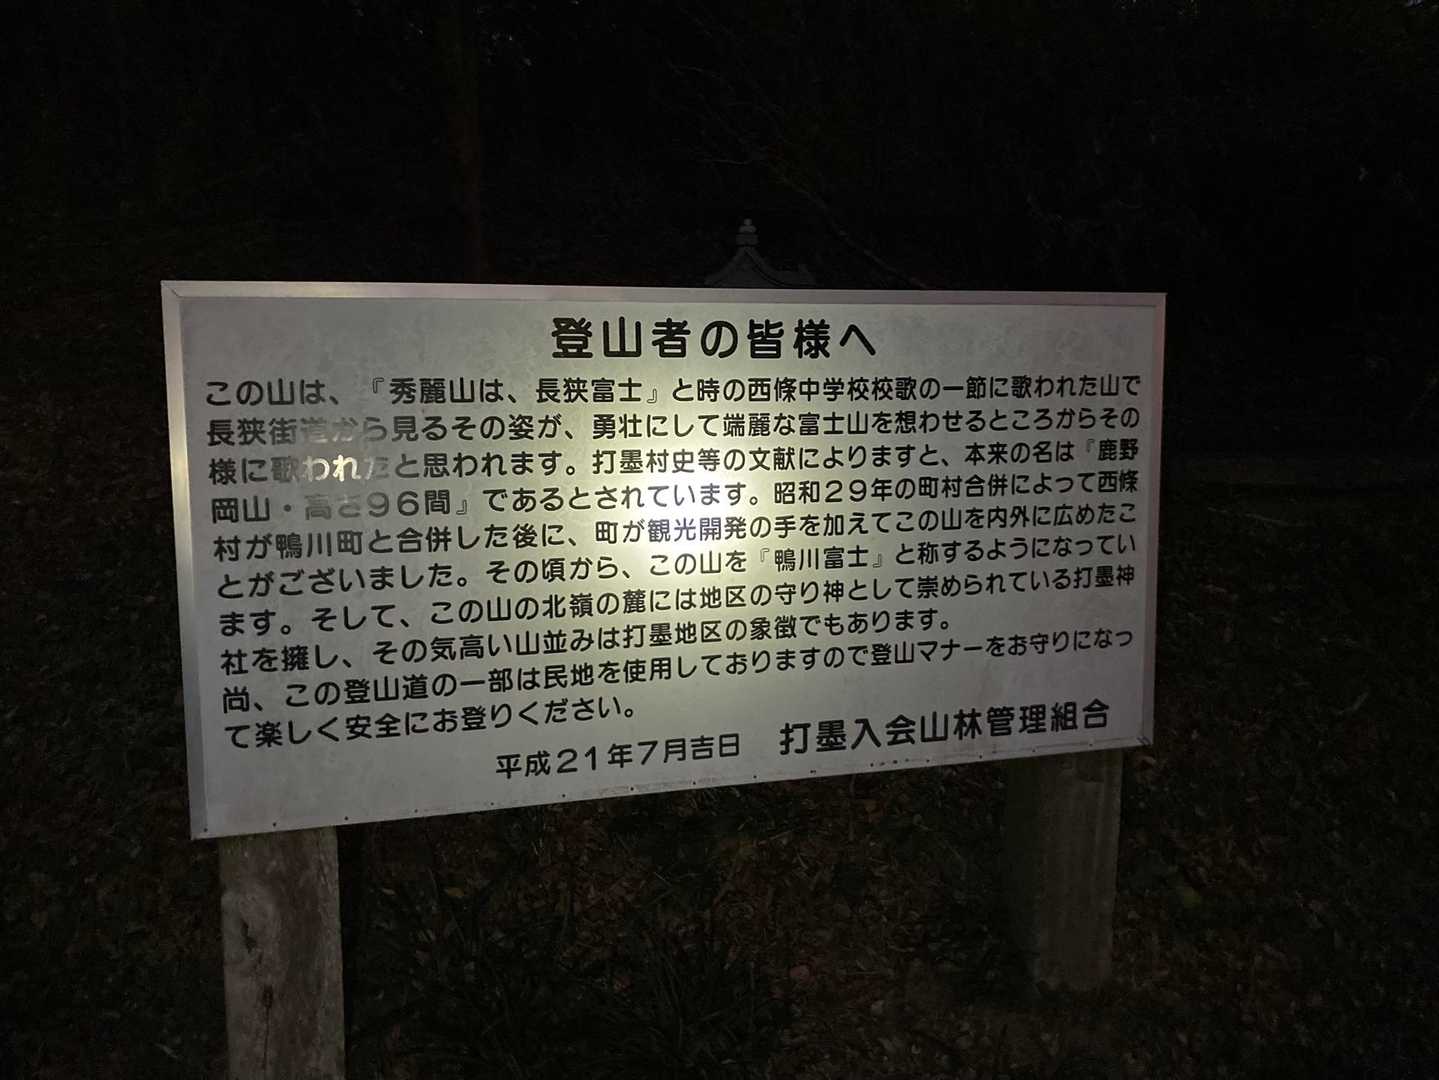 登山者の皆様へ
この山は、『秀麗山は、長狭富士』と時の西條中学校校歌の一節に歌われた山で
長狭街道から見るその姿が、勇壮にして端麗な富士山を想わせるところからその
様に歌われたと思われます。打墨村史等の文献によりますと、本来の名は『鹿野
岡山・高さ９６間』であるとされています。昭和２９年の町村合併によって西條
村が鴨川町と合併した後に、町が観光開発の手を加えてこの山を内外に広めたこ
とがございました。その頃から、この山を『鴨川富士』と称するようになってい
ます。そして、この山の北嶺の麓には地区の守り神として崇められている打墨神
社を擁し、その気高い山並みは打墨地区の象徴でもあります。
尚、この登山道の一部は民地を使用しておりますので登山マナーをお守りになっ
て楽しく安全にお登りください。
平成２１年７月吉日　打墨入会山林管理組合